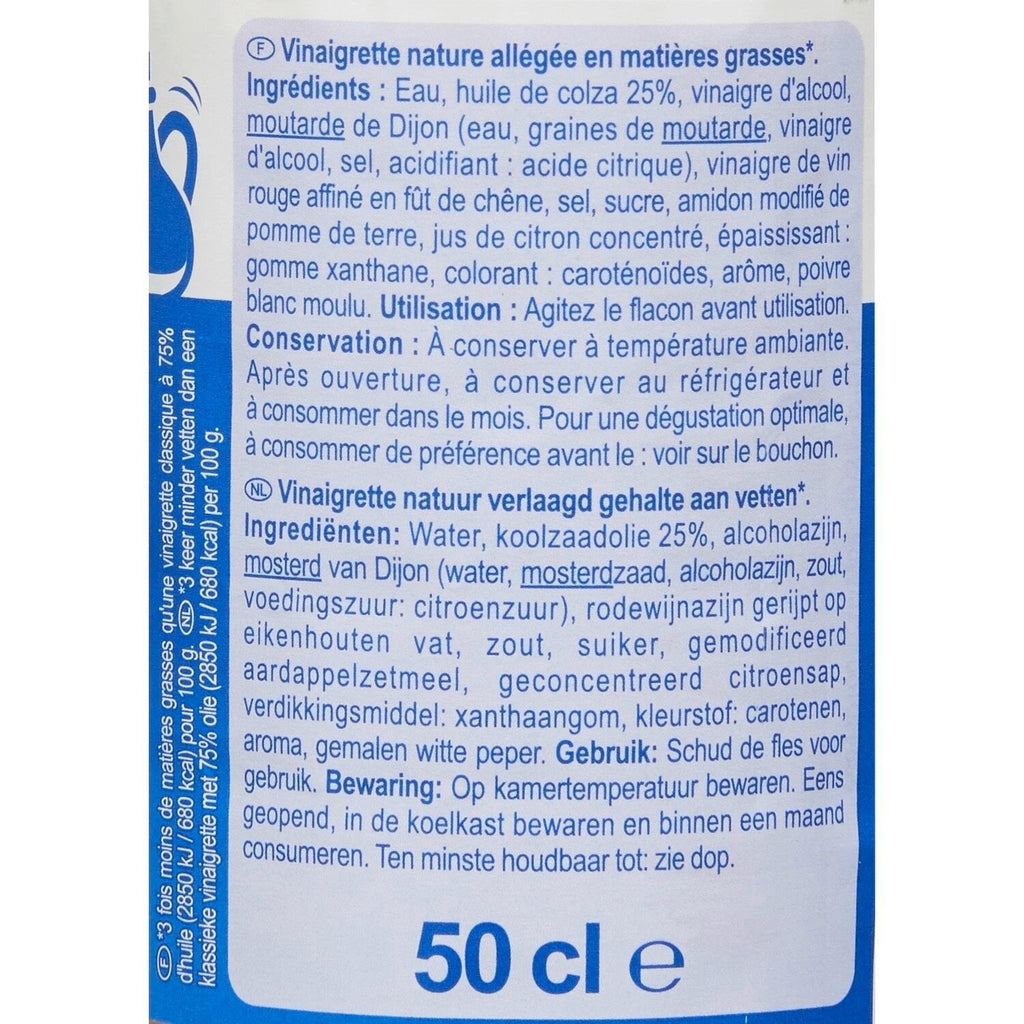 Ⓕ Vinaigrette nature allégée en matières grasses*.
Ingrédients : Eau, huile de colza 25%, vinaigre d'alcool,
moutarde de Dijon (eau, graines de moutarde, vinaigre
d'alcool, sel, acidifiant : acide citrique), vinaigre de vin
rouge affiné en fût de chêne, sel, sucre, amidon modifié de
pomme de terre, jus de citron concentré, épaississant :
gomme xanthane, colorant : caroténoïdes, arôme, poivre
blanc moulu. Utilisation : Agitez le flacon avant utilisation.
Conservation : À conserver à température ambiante.
Après ouverture, à conserver au réfrigérateur et
à consommer dans le mois. Pour une dégustation optimale,
à consommer de préférence avant le : voir sur le bouchon.
NL Vinaigrette natuur verlaagd gehalte aan vetten*.
Ingrediënten: Water, koolzaadolie 25%, alcoholazijn,
mosterd van Dijon (water, mosterdzaad, alcoholazijn, zout,
voedingszuur: citroenzuur), rodewijnazijn gerijpt op
eikenhouten vat, zout, suiker, gemodificeerd
aardappelzetmeel, geconcentreerd citroensap,
verdikkingsmiddel: xanthaangom, kleurstof: carotenen,
aroma, gemalen witte peper. Gebruik: Schud de fles voor
gebruik. Bewaring: Op kamertemperatuur bewaren. Eens
geopend, in de koelkast bewaren en binnen een maand
consumeren. Ten minste houdbaar tot: zie dop.
50 cl ℮
Ⓕ *3 fois moins de matières grasses qu'une vinaigrette classique à 75%
d'huile (2850 kJ / 680 kcal) pour 100 g. NL *3 keer minder vetten dan een
klassieke vinaigrette met 75% olie (2850 kJ / 680 kcal) per 100 g.